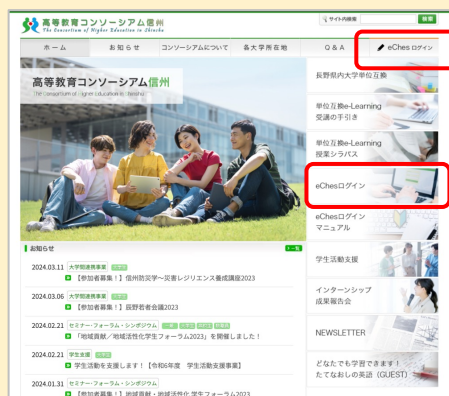 高等教育コンソーシアム信州
The Consortium of Higher Education in Shinshu
サイト内検索
検索
ホーム
お知らせ
コンソーシアムについて
各大学所在地
Q & A
eChes ログイン
高等教育コンソーシアム信州
The Consortium of Higher Education in Shinshu
長野県内大学単位互換
単位互換e-Learning
受講の手引き
単位互換e-Learning
授業シラバス
eChesログイン
eChesログイン
マニュアル
学生活動支援
インターンシップ
成果報告会
NEWSLETTER
どなたでも学習できます!
たてなおしの英語（GUEST）
お知らせ
一覧
2024.03.11 大学間連携事業
【参加者募集！】信州防災学～災害レジリエンス養成講座2023
2024.03.06 大学間連携事業
【参加者募集！】辰野若者会議2023
2024.02.21 セミナー・フォーラム・シンポジウム
「地域貢献／地域活性化学生フォーラム2023」を開催しました！
2024.02.21 学生支援
学生活動を支援します！【令和6年度 学生活動支援事業】
2024.01.31 セミナー・フォーラム・シンポジウム
【参加者募集！】地域貢献・地域活性化 学生フォーラム2023